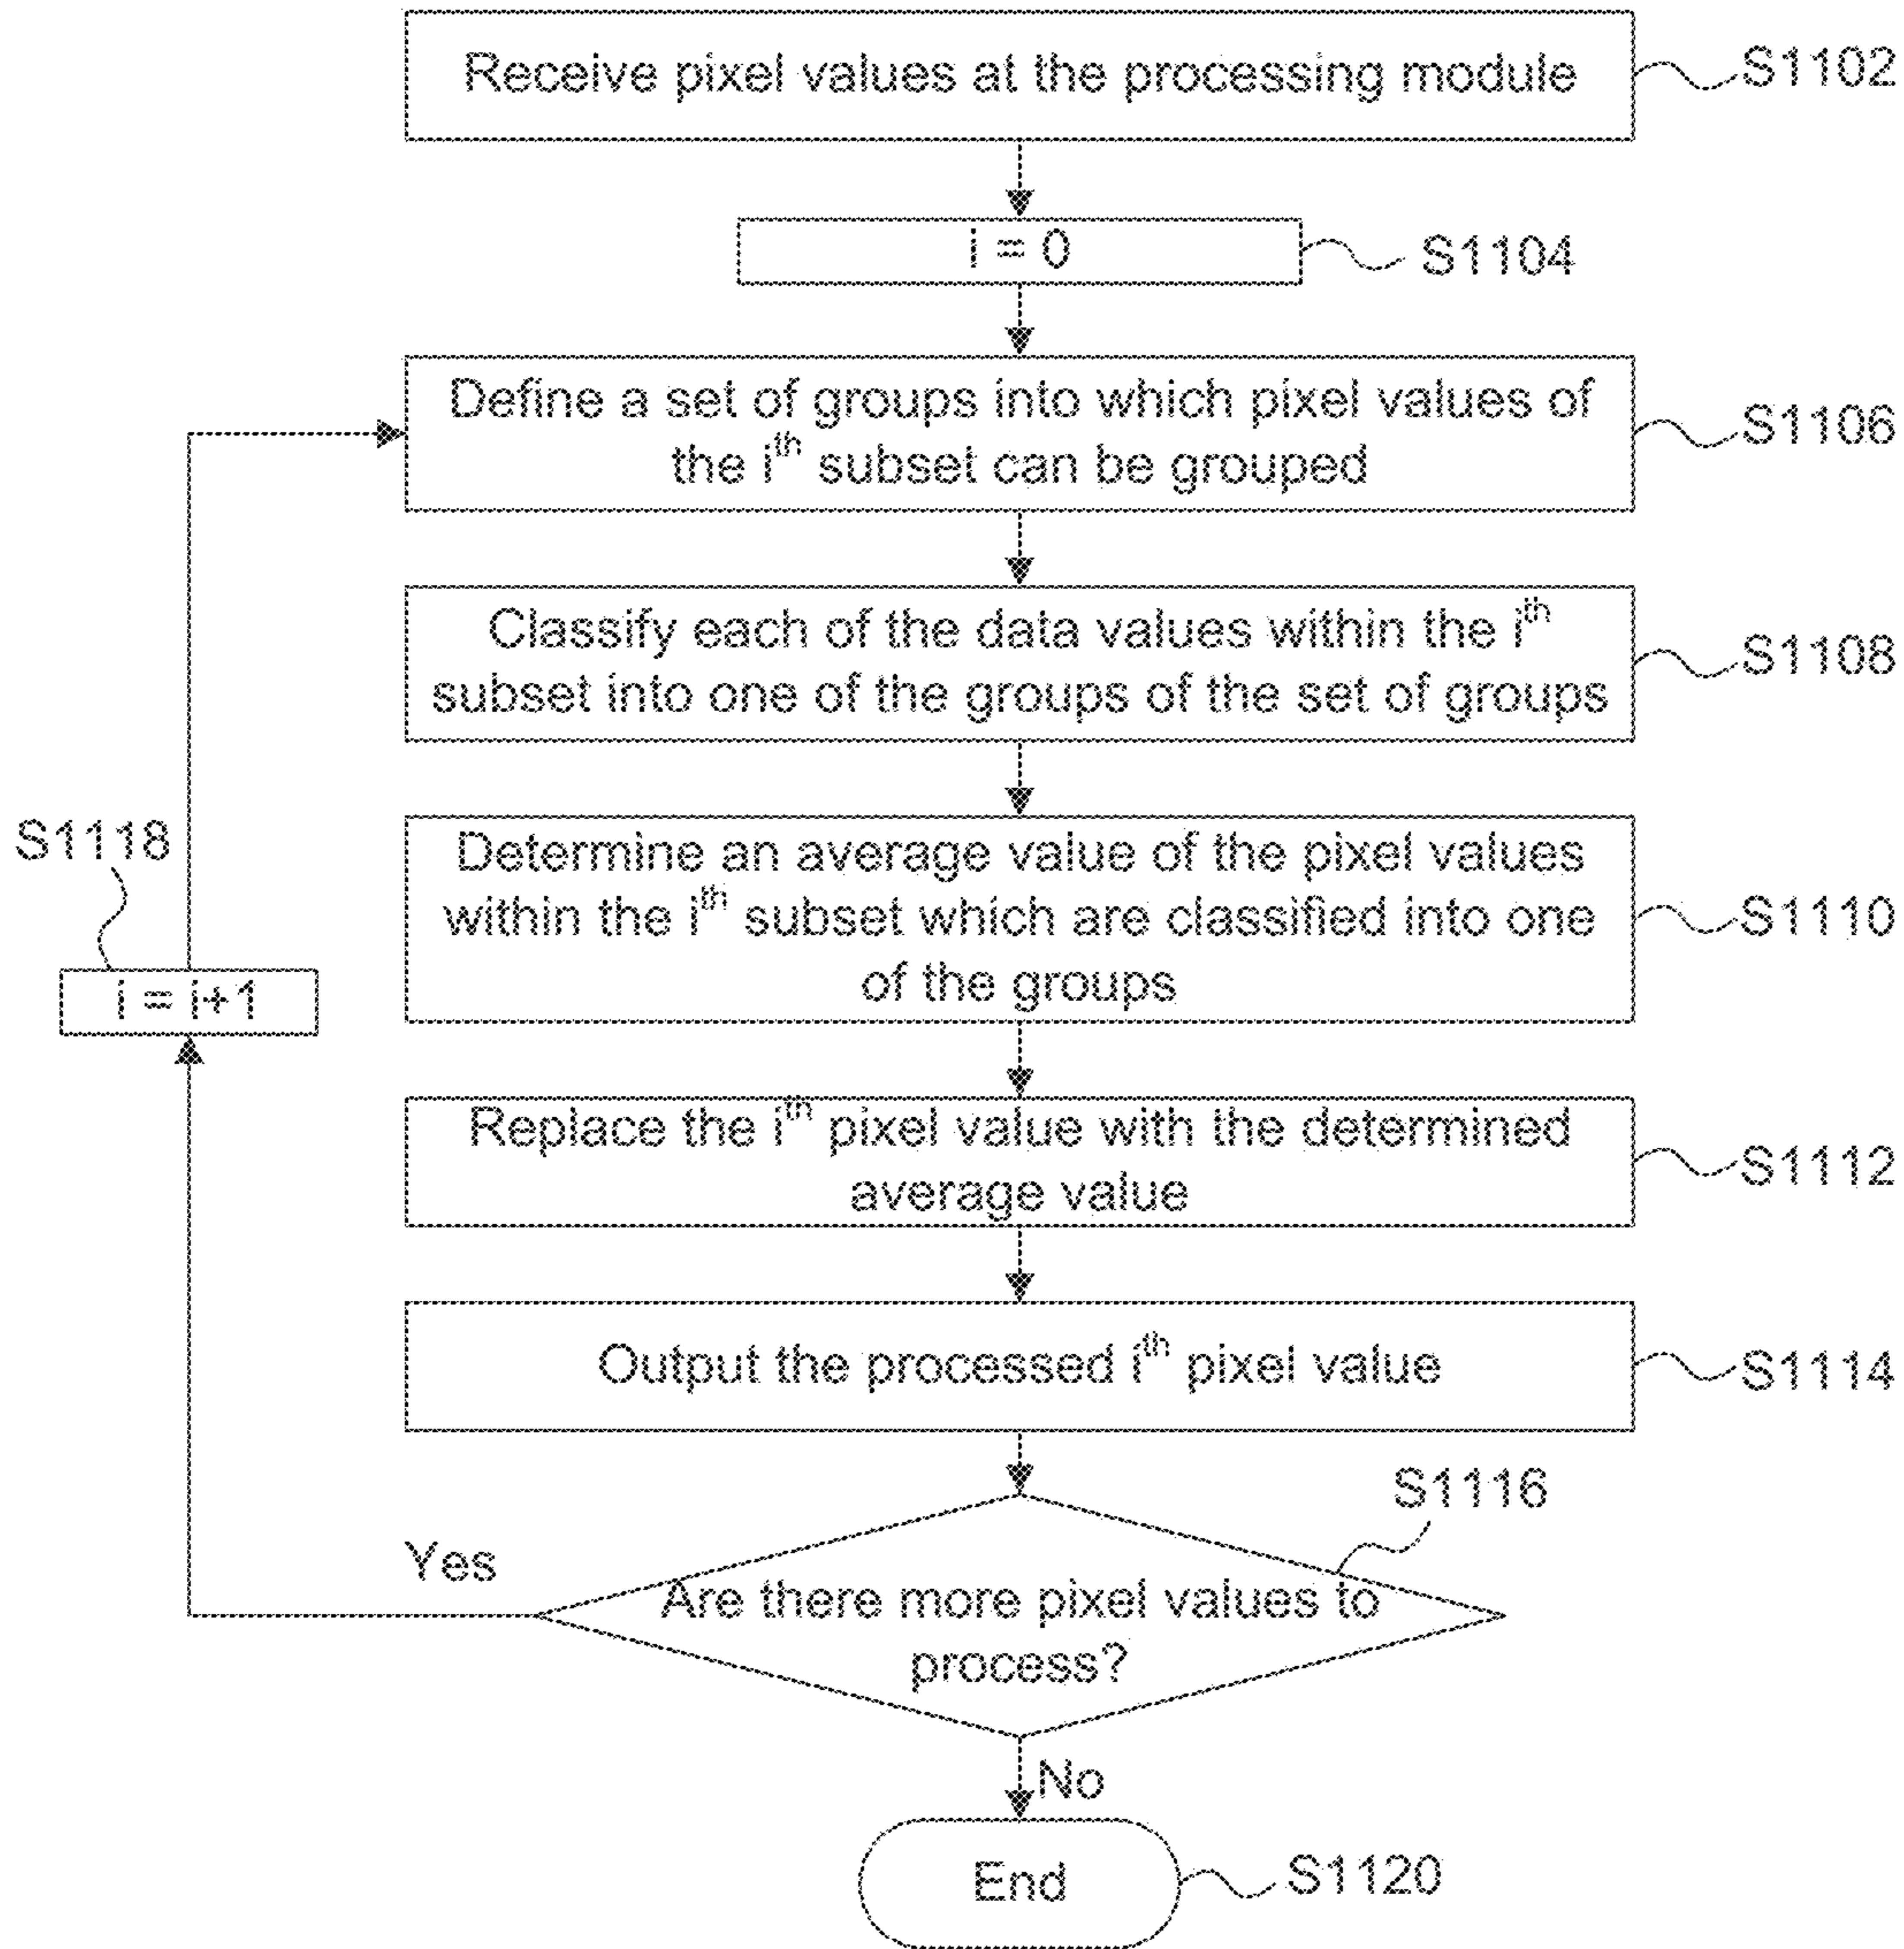 Receive pixel values at the processing module
S1102
i = 0
S1104
Define a set of groups into which pixel values of
the i^th subset can be grouped
S1106
Classify each of the data values within the i^th
subset into one of the groups of the set of groups
S1108
Determine an average value of the pixel values
within the i^th subset which are classified into one
of the groups
S1110
S1118
i = i+1
Replace the i^th pixel value with the determined
average value
S1112
Output the processed i^th pixel value
S1114
S1116
Yes
Are there more pixel values to
process?
No
End
S1120